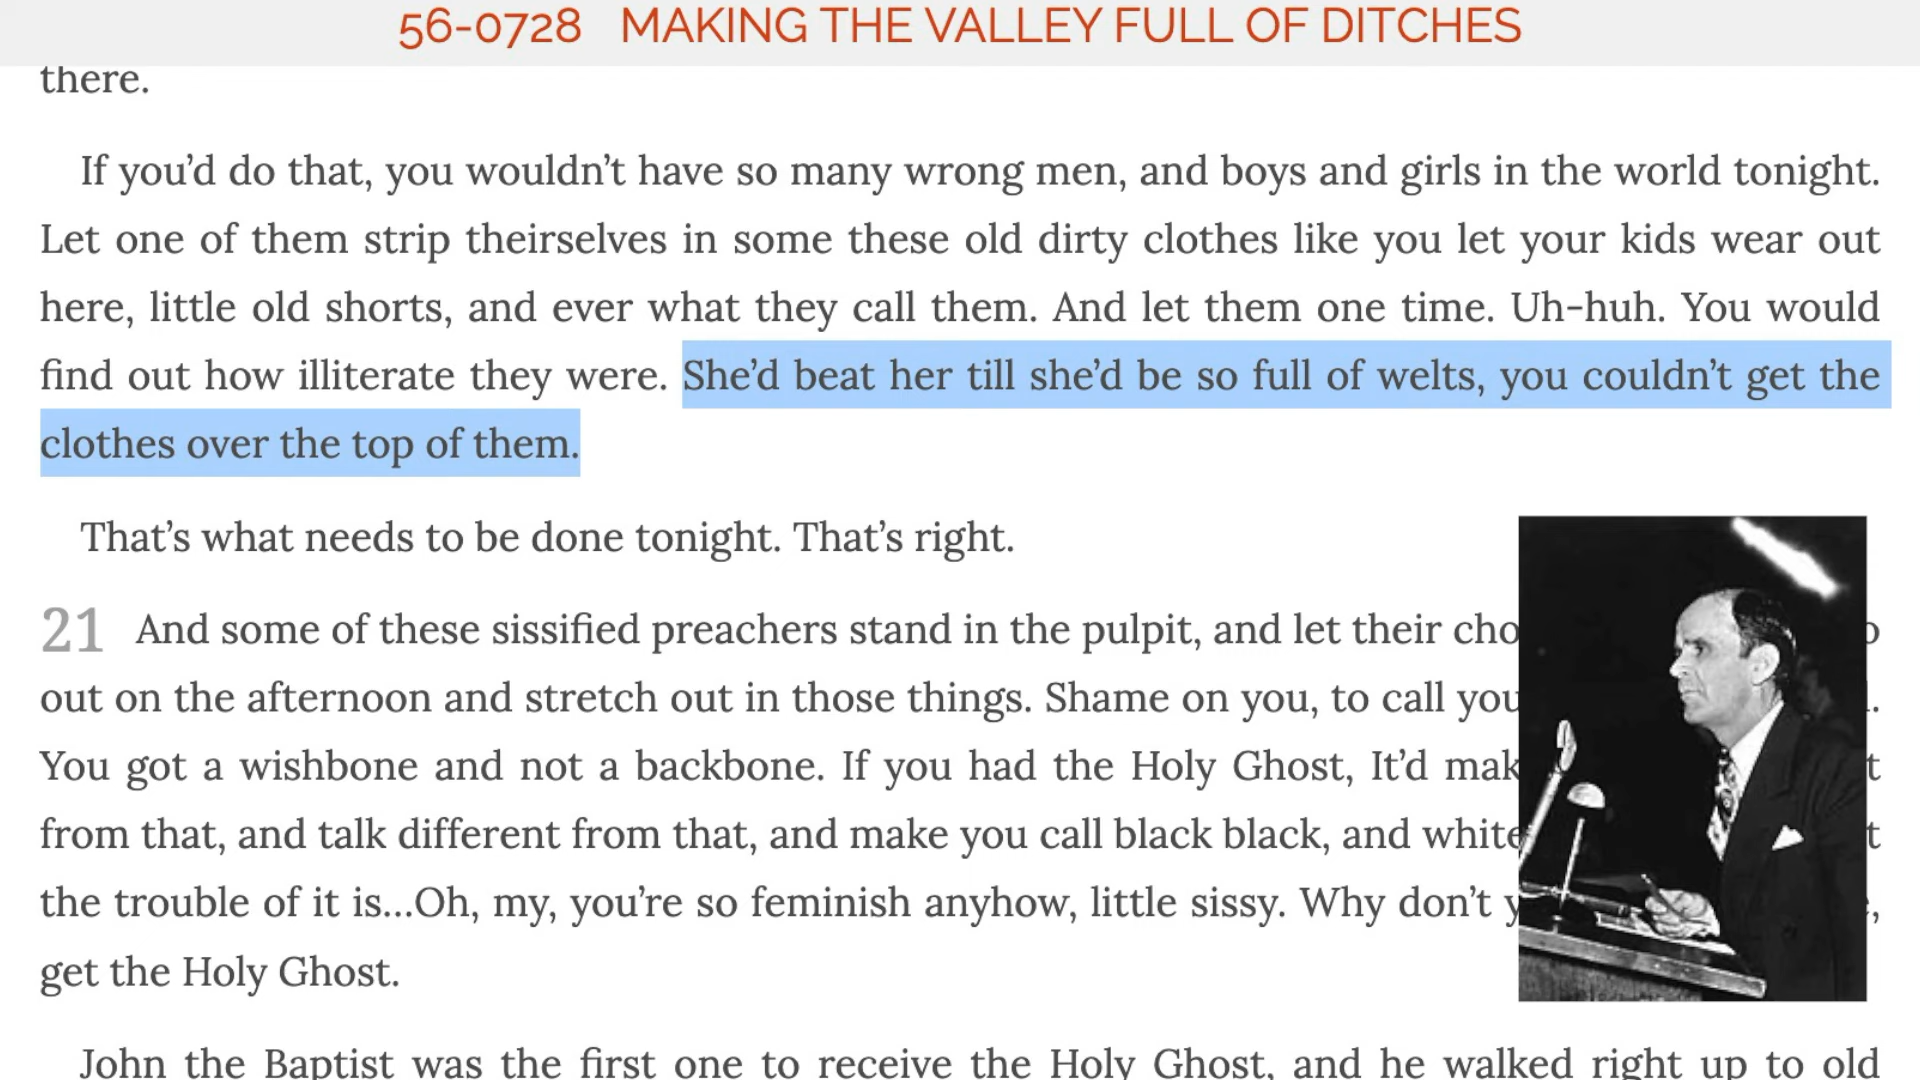 56-0728 MAKING THE VALLEY FULL OF DITCHES
there.
If you’d do that, you wouldn’t have so many wrong men, and boys and girls in the world tonight.
Let one of them strip theirselves in some these old dirty clothes like you let your kids wear out
here, little old shorts, and ever what they call them. And let them one time. Uh-huh. You would
find out how illiterate they were. She’d beat her till she’d be so full of welts, you couldn’t get the
clothes over the top of them.
That’s what needs to be done tonight. That’s right.
21 And some of these sissified preachers stand in the pulpit, and let their
out on the afternoon and stretch out in those things. Shame on you, to call
You got a wishbone and not a backbone. If you had the Holy Ghost, It’d
from that, and talk different from that, and make you call black black, and white
the trouble of it is...Oh, my, you’re so feminish anyhow, little sissy. Why don’t
get the Holy Ghost.
John the Baptist was the first one to receive the Holy Ghost, and he walked right up to old